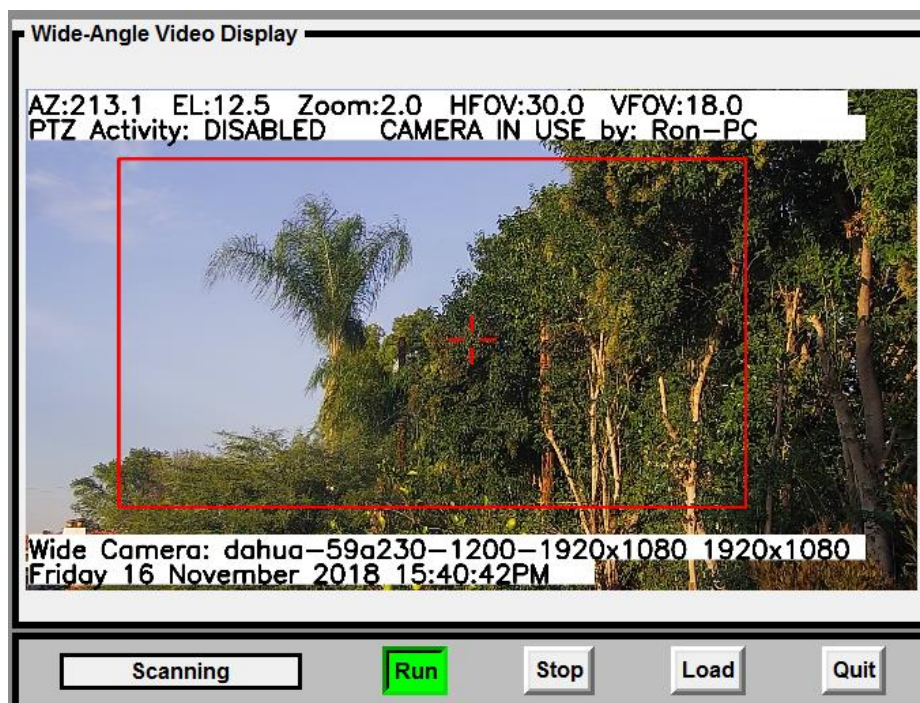 Wide-Angle Video Display
AZ:213.1 EL:12.5 Zoom:2.0 HFOV:30.0 VFOV:18.0
PTZ Activity: DISABLED CAMERA IN USE by: Ron-PC
Wide Camera: dahua-59a230-1200-1920x1080 1920x1080
Friday 16 November 2018 15:40:42PM
Scanning Run Stop Load Quit